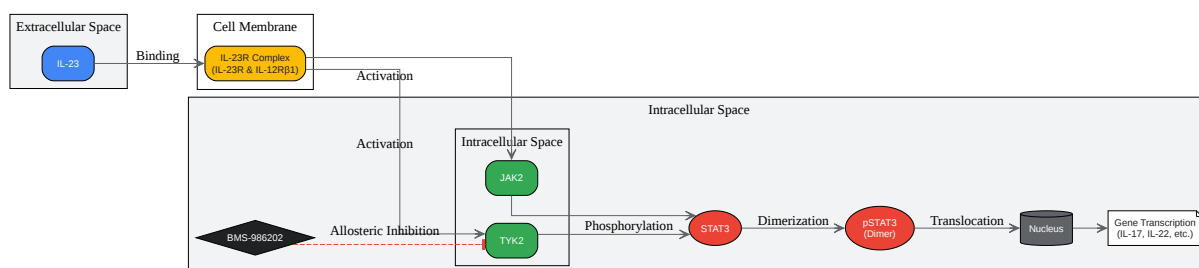 Extracellular Space
IL-23
Binding
Cell Membrane
IL-23R Complex
(IL-23R & IL-12Rβ1)
Activation
Activation
Intracellular Space
Intracellular Space
JAK2
TYK2
BMS-986202
Allosteric Inhibition
Phosphorylation
STAT3
Dimerization
pSTAT3
(Dimer)
Translocation
Nucleus
Gene Transcription
(IL-17, IL-22, etc.)